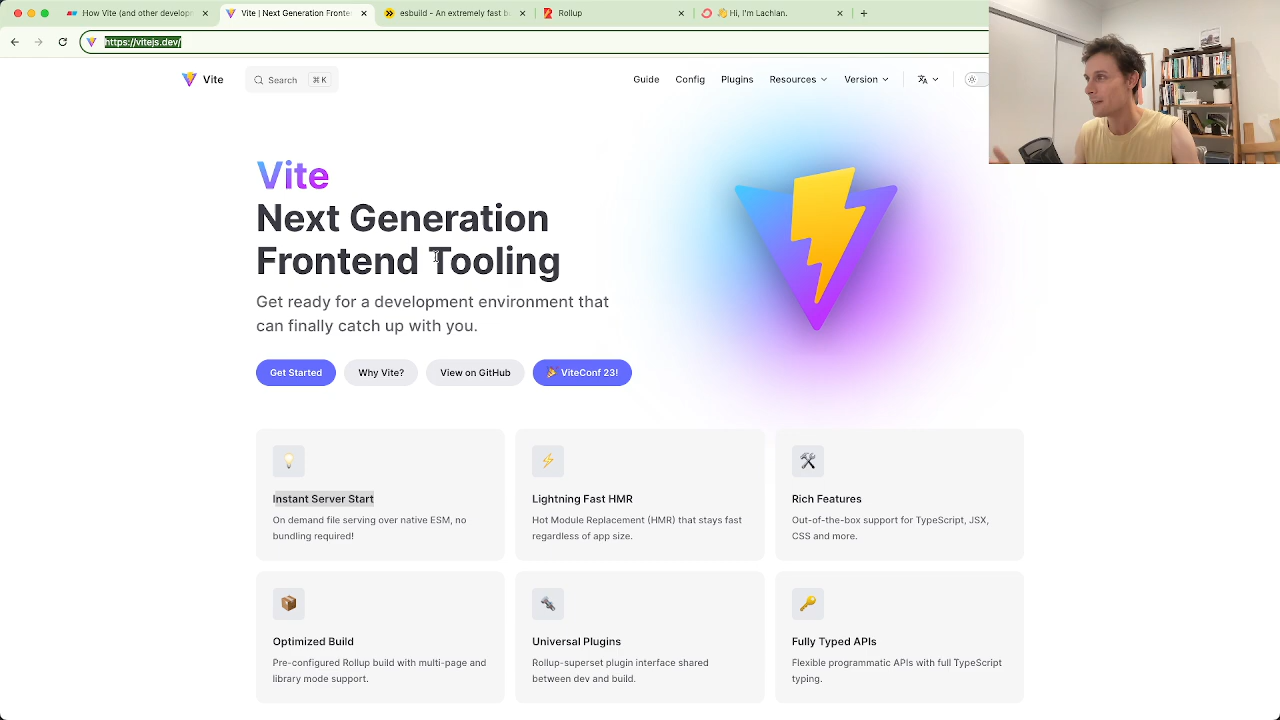 How Vite (and other develop
Vite | Next Generation Fronte
esbuild - An extremely fast b
Rollup
👋 Hi, I'm Lachlan.
https://vitejs.dev/
Vite
Search
⌘ K
Guide
Config
Plugins
Resources
Version
Vite
Next Generation
Frontend Tooling
Get ready for a development environment that
can finally catch up with you.
Get Started
Why Vite?
View on GitHub
🎉 ViteConf 23!
Instant Server Start
On demand file serving over native ESM, no
bundling required!
Lightning Fast HMR
Hot Module Replacement (HMR) that stays fast
regardless of app size.
Rich Features
Out-of-the-box support for TypeScript, JSX,
CSS and more.
Optimized Build
Pre-configured Rollup build with multi-page and
library mode support.
Universal Plugins
Rollup-superset plugin interface shared
between dev and build.
Fully Typed APIs
Flexible programmatic APIs with full TypeScript
typing.